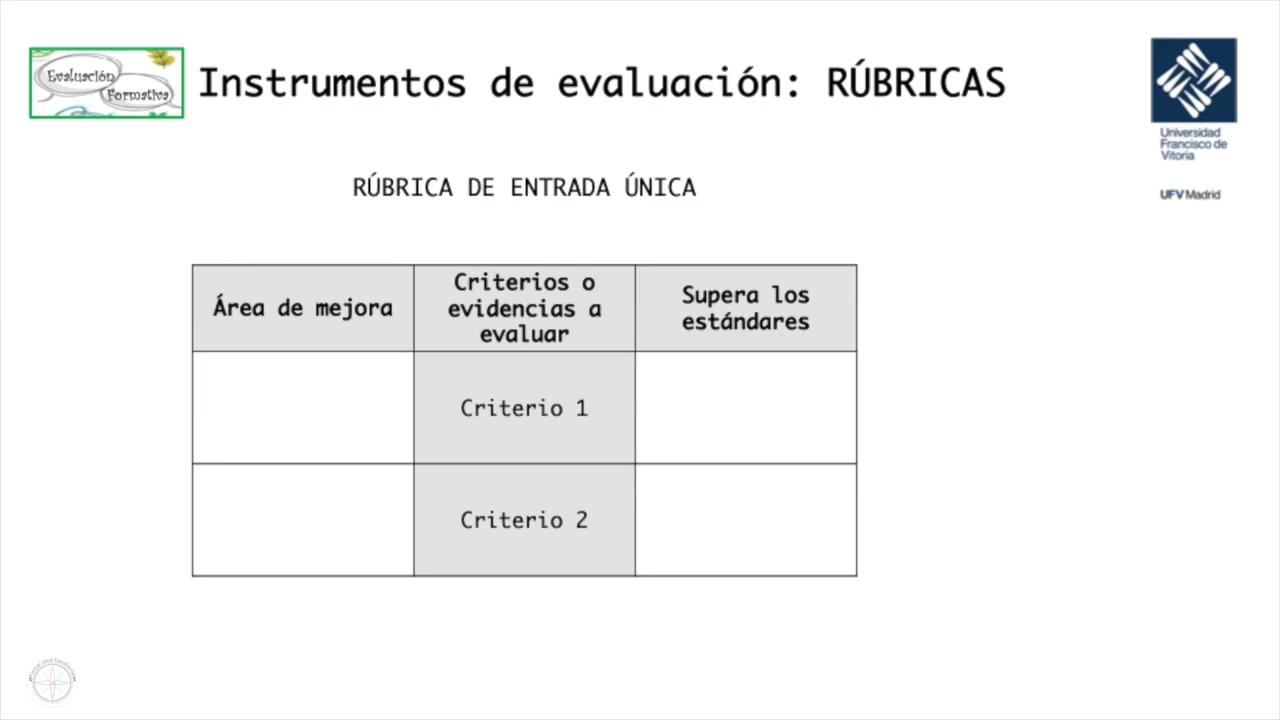 Evaluación
Formativa
Instrumentos de evaluación: RÚBRICAS
Universidad
Francisco de
Vitoria
UFV Madrid
RÚBRICA DE ENTRADA ÚNICA
Área de mejora
Criterios o
evidencias a
evaluar
Supera los
estándares
Criterio 1
Criterio 2